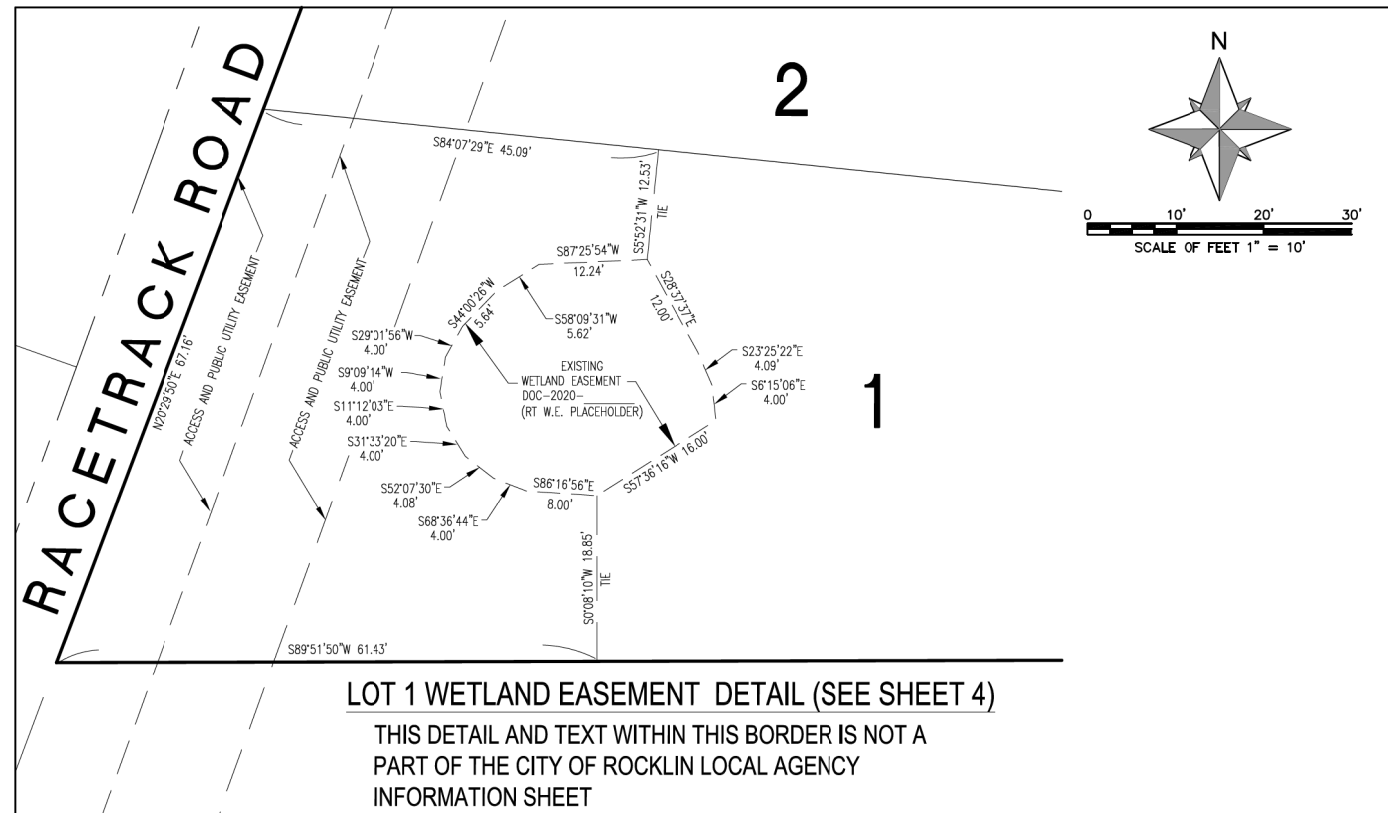 N
2
0 10' 20' 30'
SCALE OF FEET 1" = 10'
RACETRACK ROAD
N20°29'50"E 67.16'
ACCESS AND PUBLIC UTILITY EASEMENT
ACCESS AND PUBLIC UTILITY EASEMENT
S84°07'29"E 45.09'
S5°52'31"W 12.53'
TIE
S87°25'54"W
12.24'
S28°37'37"E
12.00'
S44°00'26"W
5.64'
S58°09'31"W
5.62'
S29°01'56"W
4.00'
S23°25'22"E
4.09'
S9°09'14"W
4.00'
EXISTING
WETLAND EASEMENT
DOC-2020-
(RT W.E. PLACEHOLDER)
S6°15'06"E
4.00'
1
S11°12'03"E
4.00'
S31°33'20"E
4.00'
S57°36'16"W 16.00'
S52°07'30"E
4.08'
S86°16'56"E
8.00'
S68°36'44"E
4.00'
S0°08'10"W 18.85'
TIE
S89°51'50"W 61.43'
LOT 1 WETLAND EASEMENT DETAIL (SEE SHEET 4)
THIS DETAIL AND TEXT WITHIN THIS BORDER IS NOT A
PART OF THE CITY OF ROCKLIN LOCAL AGENCY
INFORMATION SHEET